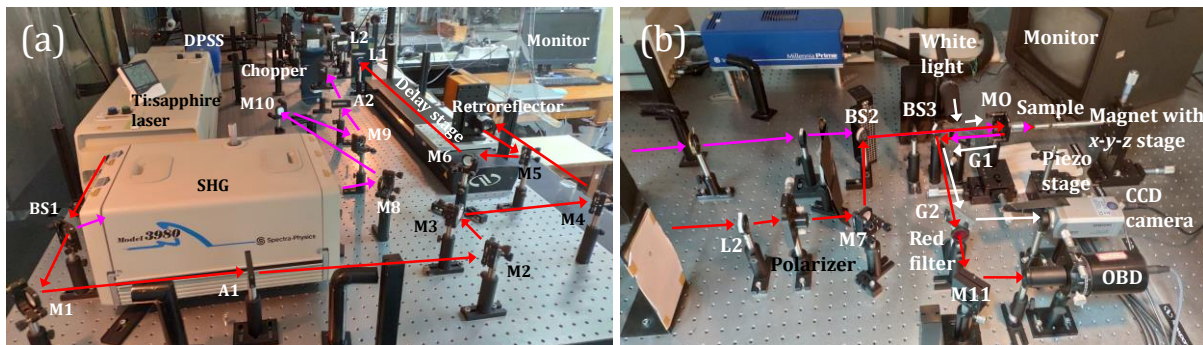 (a)
DPSS
L2
L1
Monitor
Chopper
Ti:sapphire
laser
M10
A2
Delay stage
Retroreflector
M9
M6
M5
SHG
BS1
M8
M4
M3
Model 3980
Spectra-Physics
M2
A1
M1
(b)
Millennia Prime
White
light
Monitor
BS2
BS3
MO
Sample
Magnet with
x-y-z stage
G1
Piezo
stage
G2
CCD
camera
L2
M7
Red
filter
Polarizer
M11
OBD